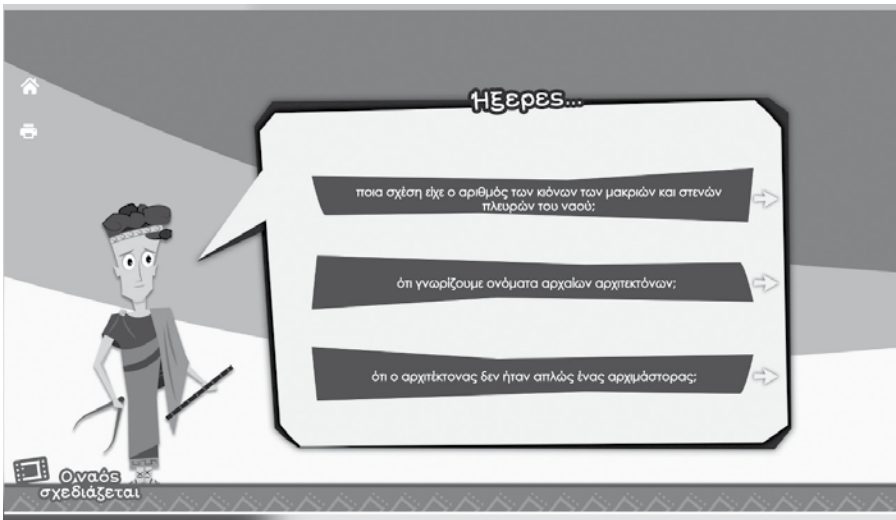 Ήξερες...
ποια σχέση είχε ο αριθμός των κιόνων των μακριών και στενών
πλευρών του ναού;
ότι γνωρίζουμε ονόματα αρχαίων αρχιτεκτόνων;
ότι ο αρχιτέκτονας δεν ήταν απλώς ένας αρχιμάστορας;
Ο ναός
σχεδιάζεται